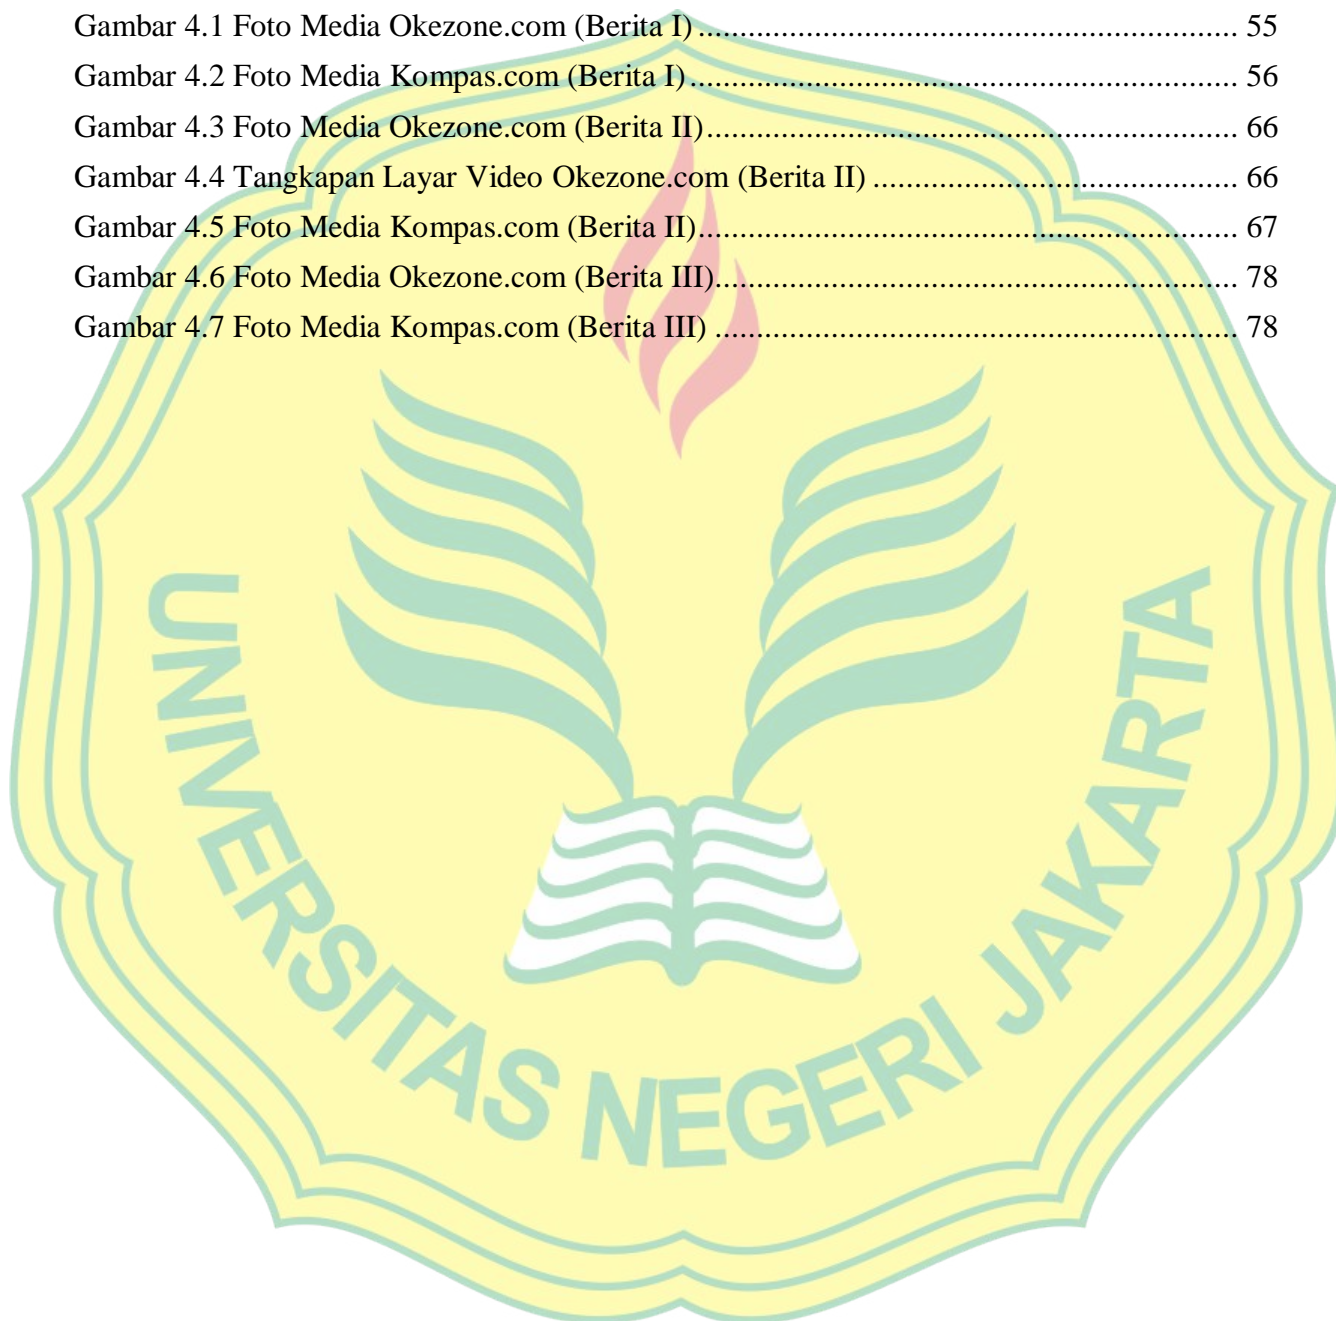 Gambar 4.1 Foto Media Okezone.com (Berita I) ........................................................................ 55
Gambar 4.2 Foto Media Kompas.com (Berita I) ........................................................................ 56
Gambar 4.3 Foto Media Okezone.com (Berita II) ...................................................................... 66
Gambar 4.4 Tangkapan Layar Video Okezone.com (Berita II) ................................................. 66
Gambar 4.5 Foto Media Kompas.com (Berita II) ....................................................................... 67
Gambar 4.6 Foto Media Okezone.com (Berita III) ..................................................................... 78
Gambar 4.7 Foto Media Kompas.com (Berita III) ..................................................................... 78
UNIVERSITAS NEGERI JAKARTA